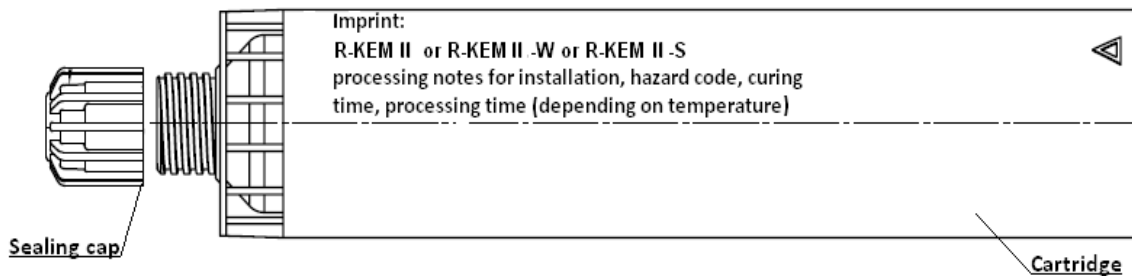 Imprint:
R-KEM II or R-KEM II -W or R-KEM II -S
processing notes for installation, hazard code, curing
time, processing time (depending on temperature)
Sealing cap
Cartridge